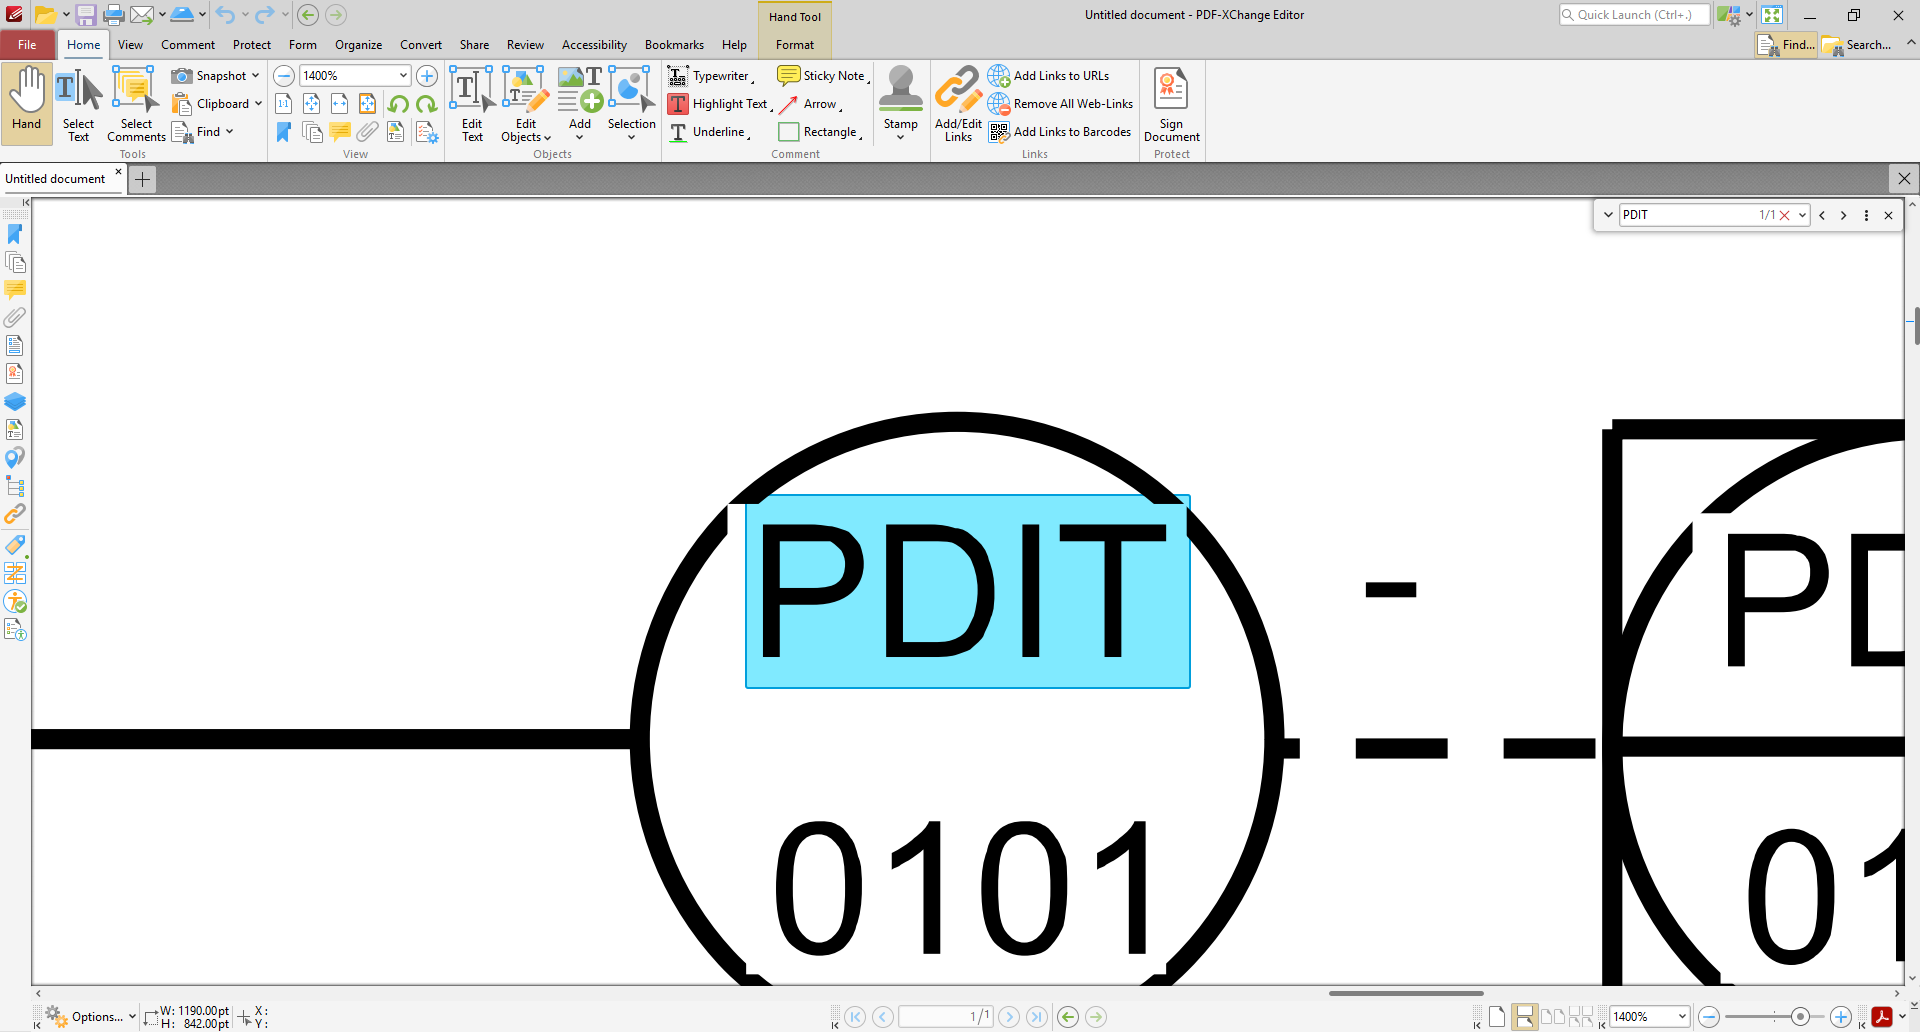 Hand Tool
Untitled document - PDF-XChange Editor
Quick Launch (Ctrl+.)
File
Home
View
Comment
Protect
Form
Organize
Convert
Share
Review
Accessibility
Bookmarks
Help
Format
Find...
Search...
Hand
Select Text
Select Comments
Snapshot
Clipboard
Find
Tools
1400%
1:1
View
Edit Text
Edit Objects
Add
Selection
Objects
Typewriter
Highlight Text
Underline
Sticky Note
Arrow
Rectangle
Stamp
Comment
Add/Edit Links
Add Links to URLs
Remove All Web-Links
Add Links to Barcodes
Links
Sign Document
Protect
Untitled document
PDIT
1/1
PDIT
0101
PD
01
Options...
W: 1190.00pt
H: 842.00pt
X:
Y:
1/1
1400%